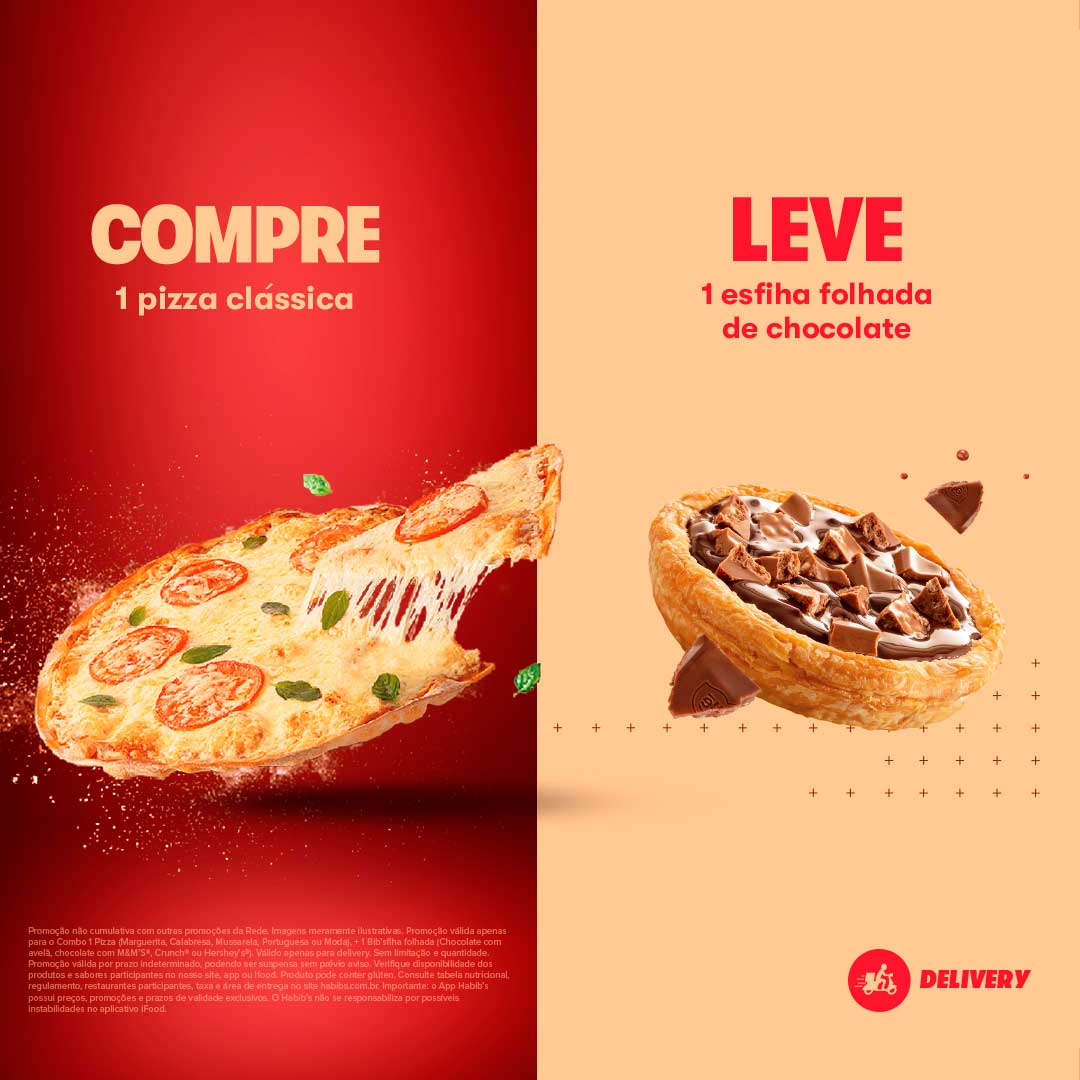 COMPRE
1 pizza clássica
LEVE
1 esfiha folhada
de chocolate
Promoção não cumulativa com outras promoções da Rede. Imagens meramente ilustrativas. Promoção válida apenas
para o Combo 1 Pizza (Marguerita, Calabresa, Mussarela, Portuguesa ou Moda), + 1 Bib'sfiha folhada (Chocolate com
avelã, chocolate com M&M'S®, Crunch® ou Hershey's®). Válido apenas para delivery. Sem limitação e quantidade.
Promoção válida por prazo indeterminado, podendo ser suspensa sem prévio aviso. Verifique disponibilidade dos
produtos e sabores participantes no nosso site, app ou Ifood. Produto pode conter glúten. Consulte tabela nutricional,
regulamento, restaurantes participantes, taxa e área de entrega no site habibs.com.br. Importante: o App Habib's
possui preços, promoções e prazos de validade exclusivos. O Habib's não se responsabiliza por possíveis
instabilidades no aplicativo iFood.
DELIVERY